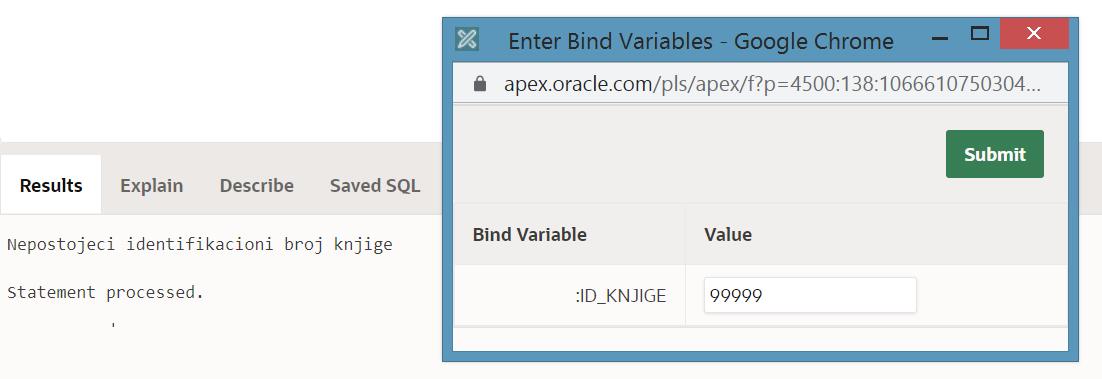 Enter Bind Variables - Google Chrome
apex.oracle.com/pls/apex/f?p=4500:138:1066610750304...
Submit
Results Explain Describe Saved SQL
Bind Variable Value
Nepostojeci identifikacioni broj knjige
Statement processed.
:ID_KNJIGE 99999